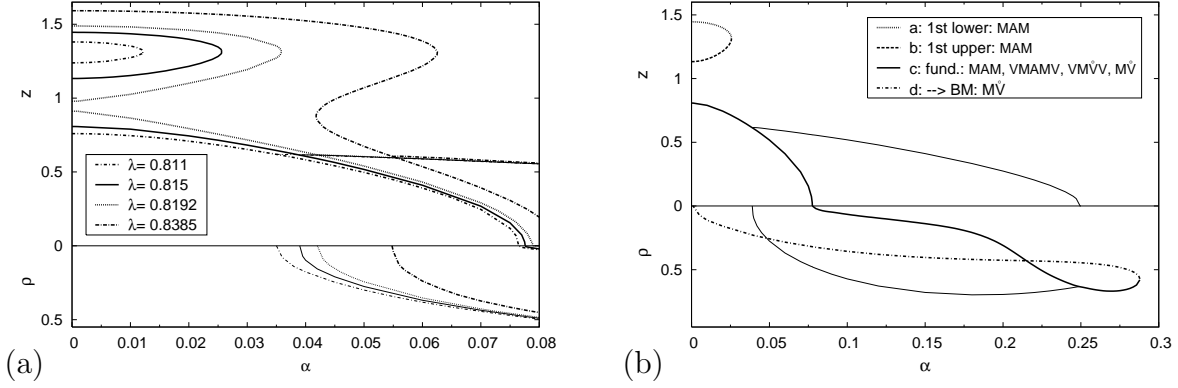 1.5
1
0.5
0
0.5
0.00
0.01
0.02
0.03
0.04
0.05
0.06
0.07
0.08
z
ρ
α
λ= 0.811
λ= 0.815
λ= 0.8192
λ= 0.8385
(a)
2
1.5
1
0.5
0
0.5
0.0
0.05
0.1
0.15
0.2
0.25
0.3
z
ρ
α
a: 1st lower: MAM
b: 1st upper: MAM
c: fund.: MAM, VMAMV, VMV̊V, MV̊
d: --> BM: MV̊
(b)